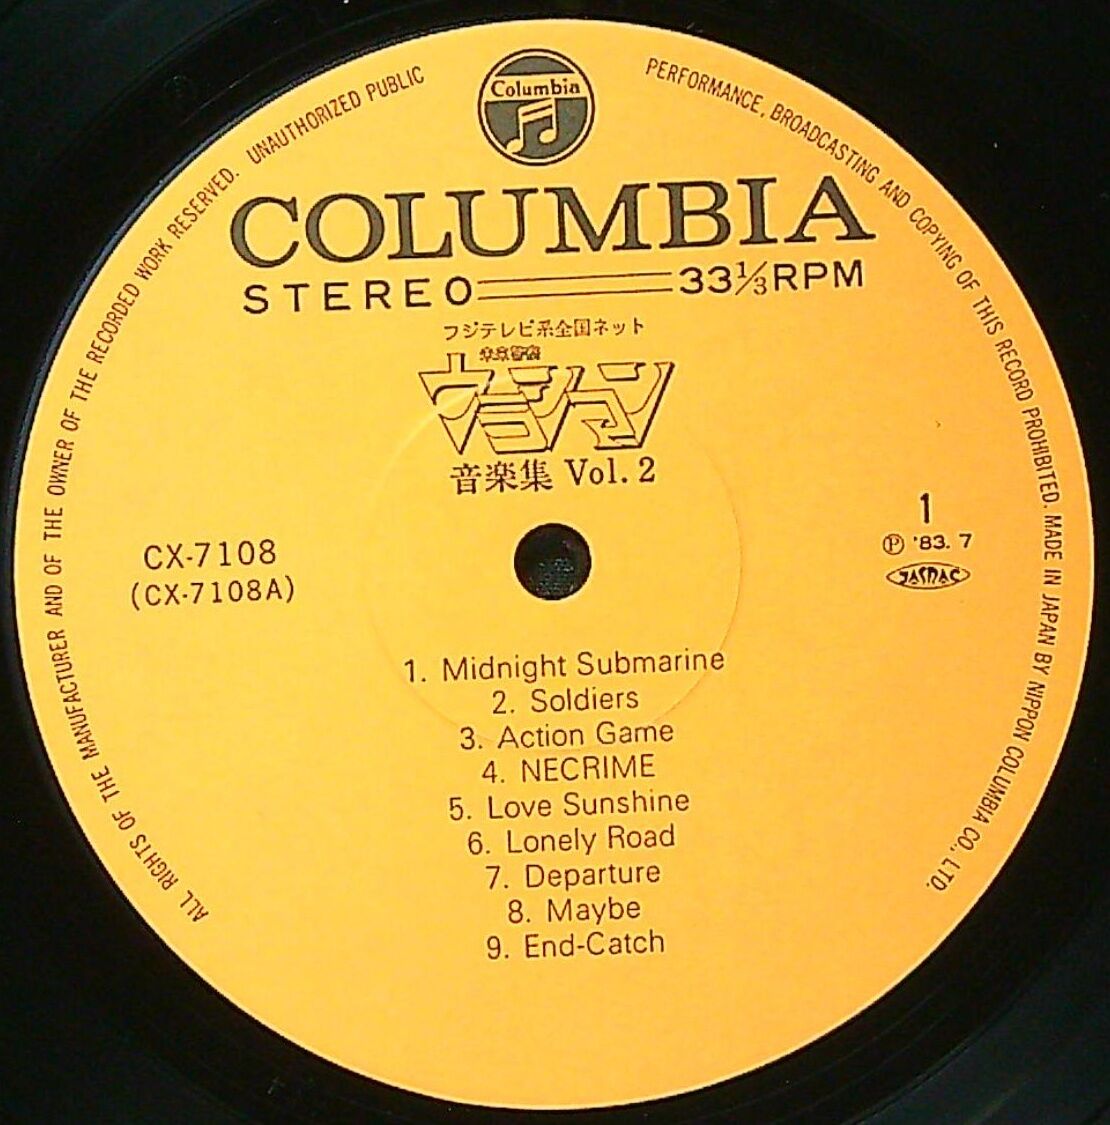 ALL RIGHTS OF THE MANUFACTURER AND OF THE OWNER OF THE RECORDED WORK RESERVED. UNAUTHORIZED PUBLIC PERFORMANCE, BROADCASTING AND COPYING OF THIS RECORD PROHIBITED. MADE IN JAPAN BY NIPPON COLUMBIA CO., LTD.
Columbia
COLUMBIA
STEREO 33⅓RPM
フジテレビ系全国ネット
未来警察
ウラシマン
音楽集 Vol. 2
CX-7108
(CX-7108A)
1
Ⓟ '83. 7
JASRAC
1. Midnight Submarine
2. Soldiers
3. Action Game
4. NECRIME
5. Love Sunshine
6. Lonely Road
7. Departure
8. Maybe
9. End-Catch